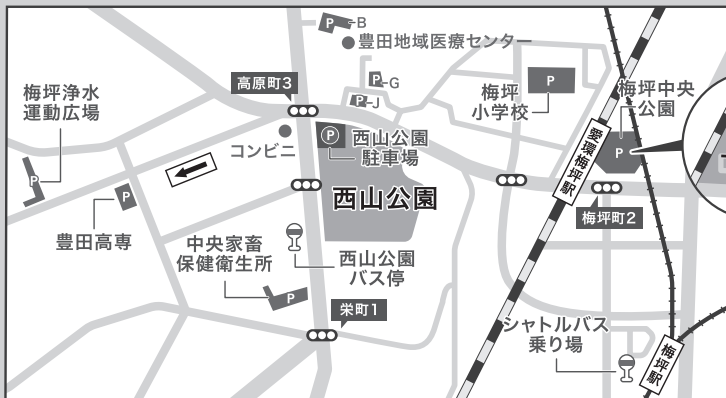 P
B
豊田地域医療センター
高原町3
P
G
P
J
梅坪浄水
運動広場
P
コンビニ
P
西山公園
駐車場
梅坪
小学校
P
梅坪中央
公園
P
愛環梅坪駅
P
豊田高専
西山公園
梅坪町2
中央家畜
保健衛生所
P
西山公園
バス停
栄町1
シャトルバス
乗り場
梅坪駅